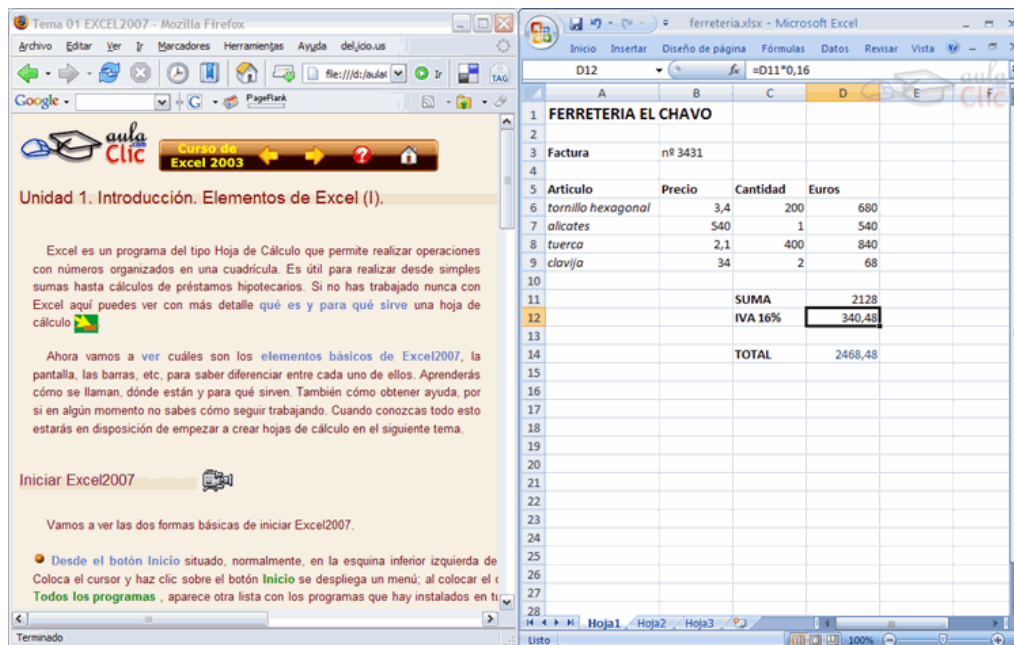 Tema 01 EXCEL2007 - Mozilla Firefox
Archivo Editar Ver Ir Marcadores Herramientas Ayuda del.icio.us
file:///d:/aulac Ir TAG
Google PageRank
aula Clic
Curso de
Excel 2003
Unidad 1. Introducción. Elementos de Excel (I).
Excel es un programa del tipo Hoja de Cálculo que permite realizar operaciones
con números organizados en una cuadrícula. Es útil para realizar desde simples
sumas hasta cálculos de préstamos hipotecarios. Si no has trabajado nunca con
Excel aquí puedes ver con más detalle qué es y para qué sirve una hoja de
cálculo
Ahora vamos a ver cuáles son los elementos básicos de Excel2007, la
pantalla, las barras, etc, para saber diferenciar entre cada uno de ellos. Aprenderás
cómo se llaman, dónde están y para qué sirven. También cómo obtener ayuda, por
si en algún momento no sabes cómo seguir trabajando. Cuando conozcas todo esto
estarás en disposición de empezar a crear hojas de cálculo en el siguiente tema.
Iniciar Excel2007
Vamos a ver las dos formas básicas de iniciar Excel2007.
Desde el botón Inicio situado, normalmente, en la esquina inferior izquierda de
Coloca el cursor y haz clic sobre el botón Inicio se despliega un menú; al colocar el c
Todos los programas , aparece otra lista con los programas que hay instalados en tu
Terminado
ferreteria.xlsx - Microsoft Excel
Inicio Insertar Diseño de página Fórmulas Datos Revisar Vista
D12 fx =D11*0,16
aula Clic
A B C D E F
1 FERRETERIA EL CHAVO
2
3 Factura nº 3431
4
5 Articulo Precio Cantidad Euros
6 tornillo hexagonal 3,4 200 680
7 alicates 540 1 540
8 tuerca 2,1 400 840
9 clavija 34 2 68
10
11 SUMA 2128
12 IVA 16% 340,48
13
14 TOTAL 2468,48
15
16
17
18
19
20
21
22
23
24
25
26
27
28
Hoja1 Hoja2 Hoja3
Listo 100%